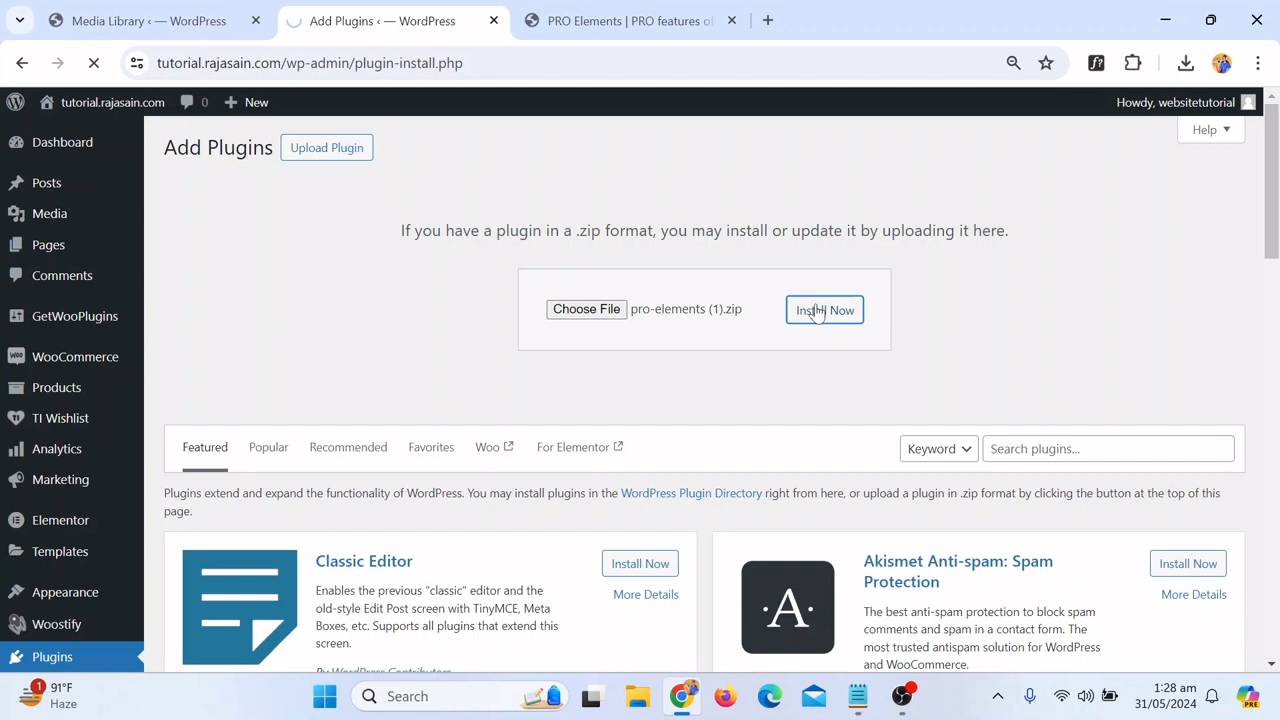 Media Library ‹ — WordPress
Add Plugins ‹ — WordPress
PRO Elements | PRO features of
tutorial.rajasain.com/wp-admin/plugin-install.php
tutorial.rajasain.com
0
New
Howdy, websitetutorial
Dashboard
Posts
Media
Pages
Comments
GetWooPlugins
WooCommerce
Products
TI Wishlist
Analytics
Marketing
Elementor
Templates
Appearance
Woostify
Plugins
Add Plugins
Upload Plugin
Help
If you have a plugin in a .zip format, you may install or update it by uploading it here.
Choose File pro-elements (1).zip
Install Now
Featured
Popular
Recommended
Favorites
Woo
For Elementor
Keyword
Search plugins...
Plugins extend and expand the functionality of WordPress. You may install plugins in the WordPress Plugin Directory right from here, or upload a plugin in .zip format by clicking the button at the top of this
page.
Classic Editor
Install Now
More Details
Enables the previous "classic" editor and the
old-style Edit Post screen with TinyMCE, Meta
Boxes, etc. Supports all plugins that extend this
screen.
By WordPress Contributors
·A·
Akismet Anti-spam: Spam
Protection
Install Now
More Details
The best anti-spam protection to block spam
comments and spam in a contact form. The
most trusted antispam solution for WordPress
and WooCommerce.
1
91°F
Haze
Search
1:28 am
31/05/2024
PRE